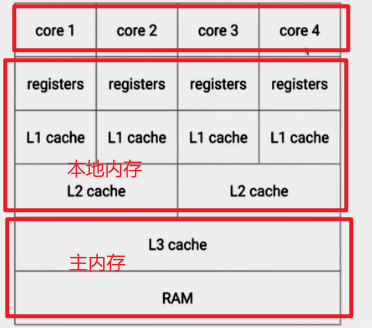 core 1 core 2 core 3 core 4
registers registers registers registers
L1 cache L1 cache L1 cache L1 cache
本地内存
L2 cache L2 cache
L3 cache
主内存
RAM